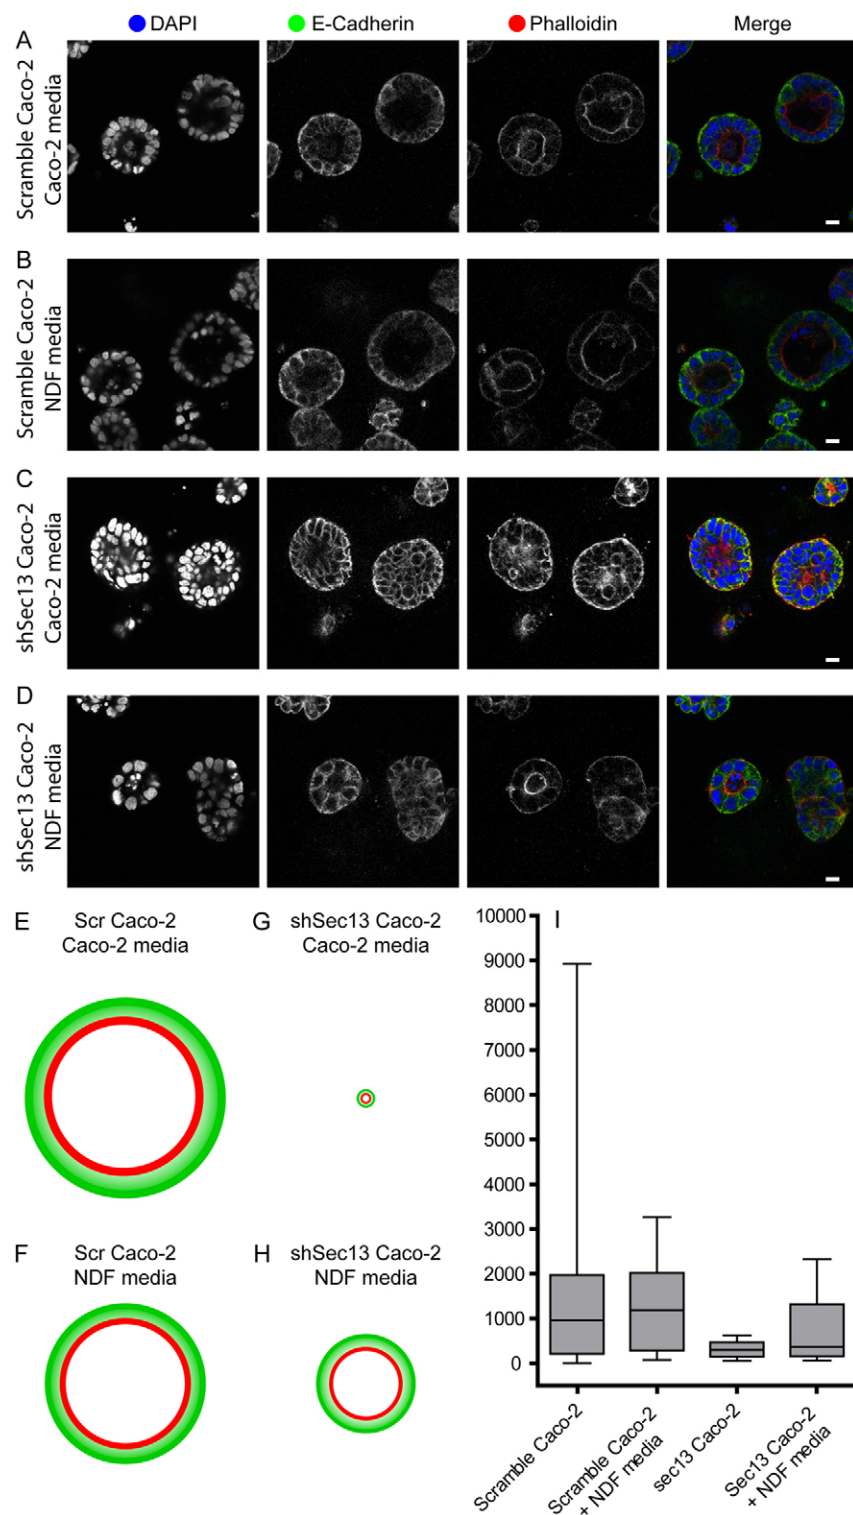 DAPI E-Cadherin Phalloidin Merge
A
Scramble Caco-2
Caco-2 media
B
Scramble Caco-2
NDF media
C
shSec13 Caco-2
Caco-2 media
D
shSec13 Caco-2
NDF media
E Scr Caco-2
Caco-2 media
G shSec13 Caco-2
Caco-2 media
F Scr Caco-2
NDF media
H shSec13 Caco-2
NDF media
I
10000
9000
8000
7000
6000
5000
4000
3000
2000
1000
0
Scramble Caco-2
Scramble Caco-2
+ NDF media
sec13 Caco-2
Sec13 Caco-2
+ NDF media